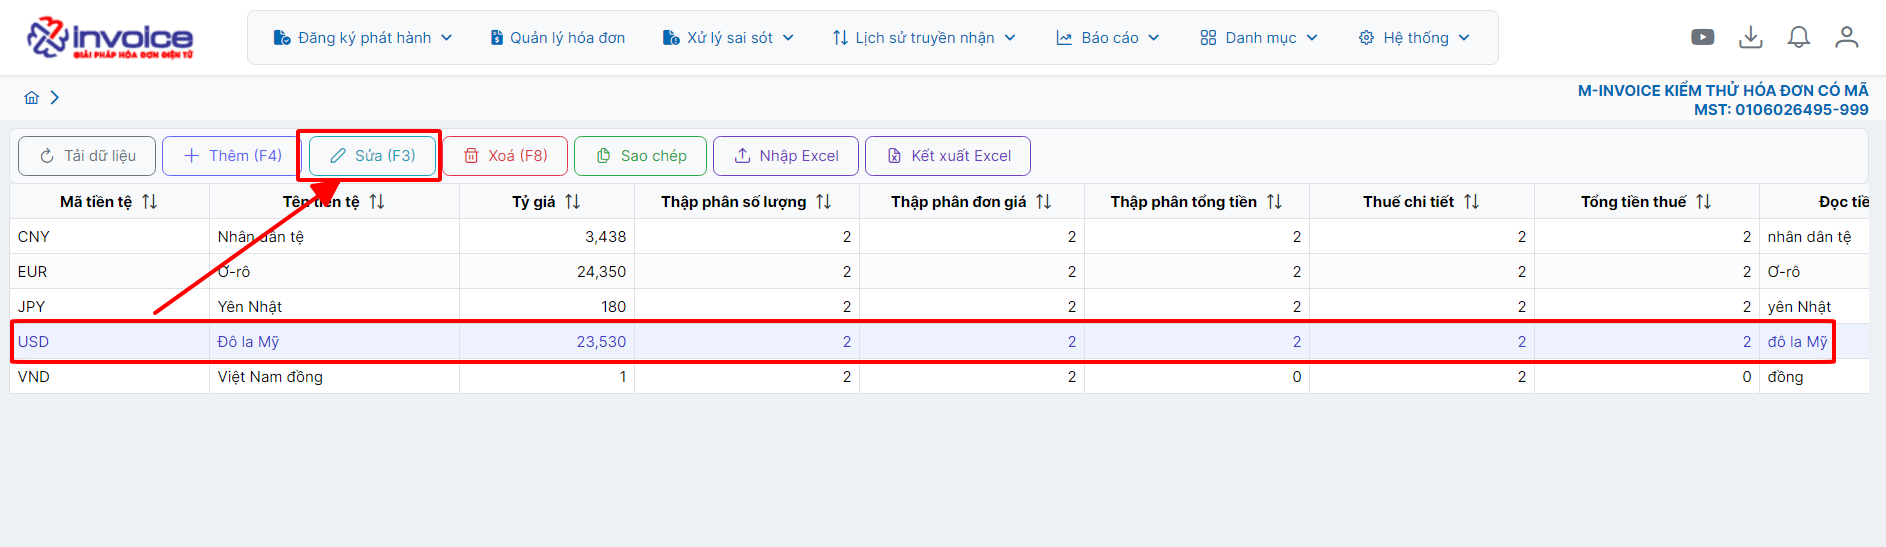 invoice
GIẢI PHÁP HÓA ĐƠN ĐIỆN TỬ
Đăng ký phát hành
Quản lý hóa đơn
Xử lý sai sót
Lịch sử truyền nhận
Báo cáo
Danh mục
Hệ thống
M-INVOICE KIỂM THỬ HÓA ĐƠN CÓ MÃ
MST: 0106026495-999
Tải dữ liệu
Thêm (F4)
Sửa (F3)
Xoá (F8)
Sao chép
Nhập Excel
Kết xuất Excel
Mã tiền tệ Tên tiền tệ Tỷ giá Thập phân số lượng Thập phân đơn giá Thập phân tổng tiền Thuế chi tiết Tổng tiền thuế Đọc tiề
CNY Nhân dân tệ 3,438 2 2 2 2 2 nhân dân tệ
EUR Ơ-rô 24,350 2 2 2 2 2 Ơ-rô
JPY Yên Nhật 180 2 2 2 2 2 yên Nhật
USD Đô la Mỹ 23,530 2 2 2 2 2 đô la Mỹ
VND Việt Nam đồng 1 2 2 0 2 0 đồng